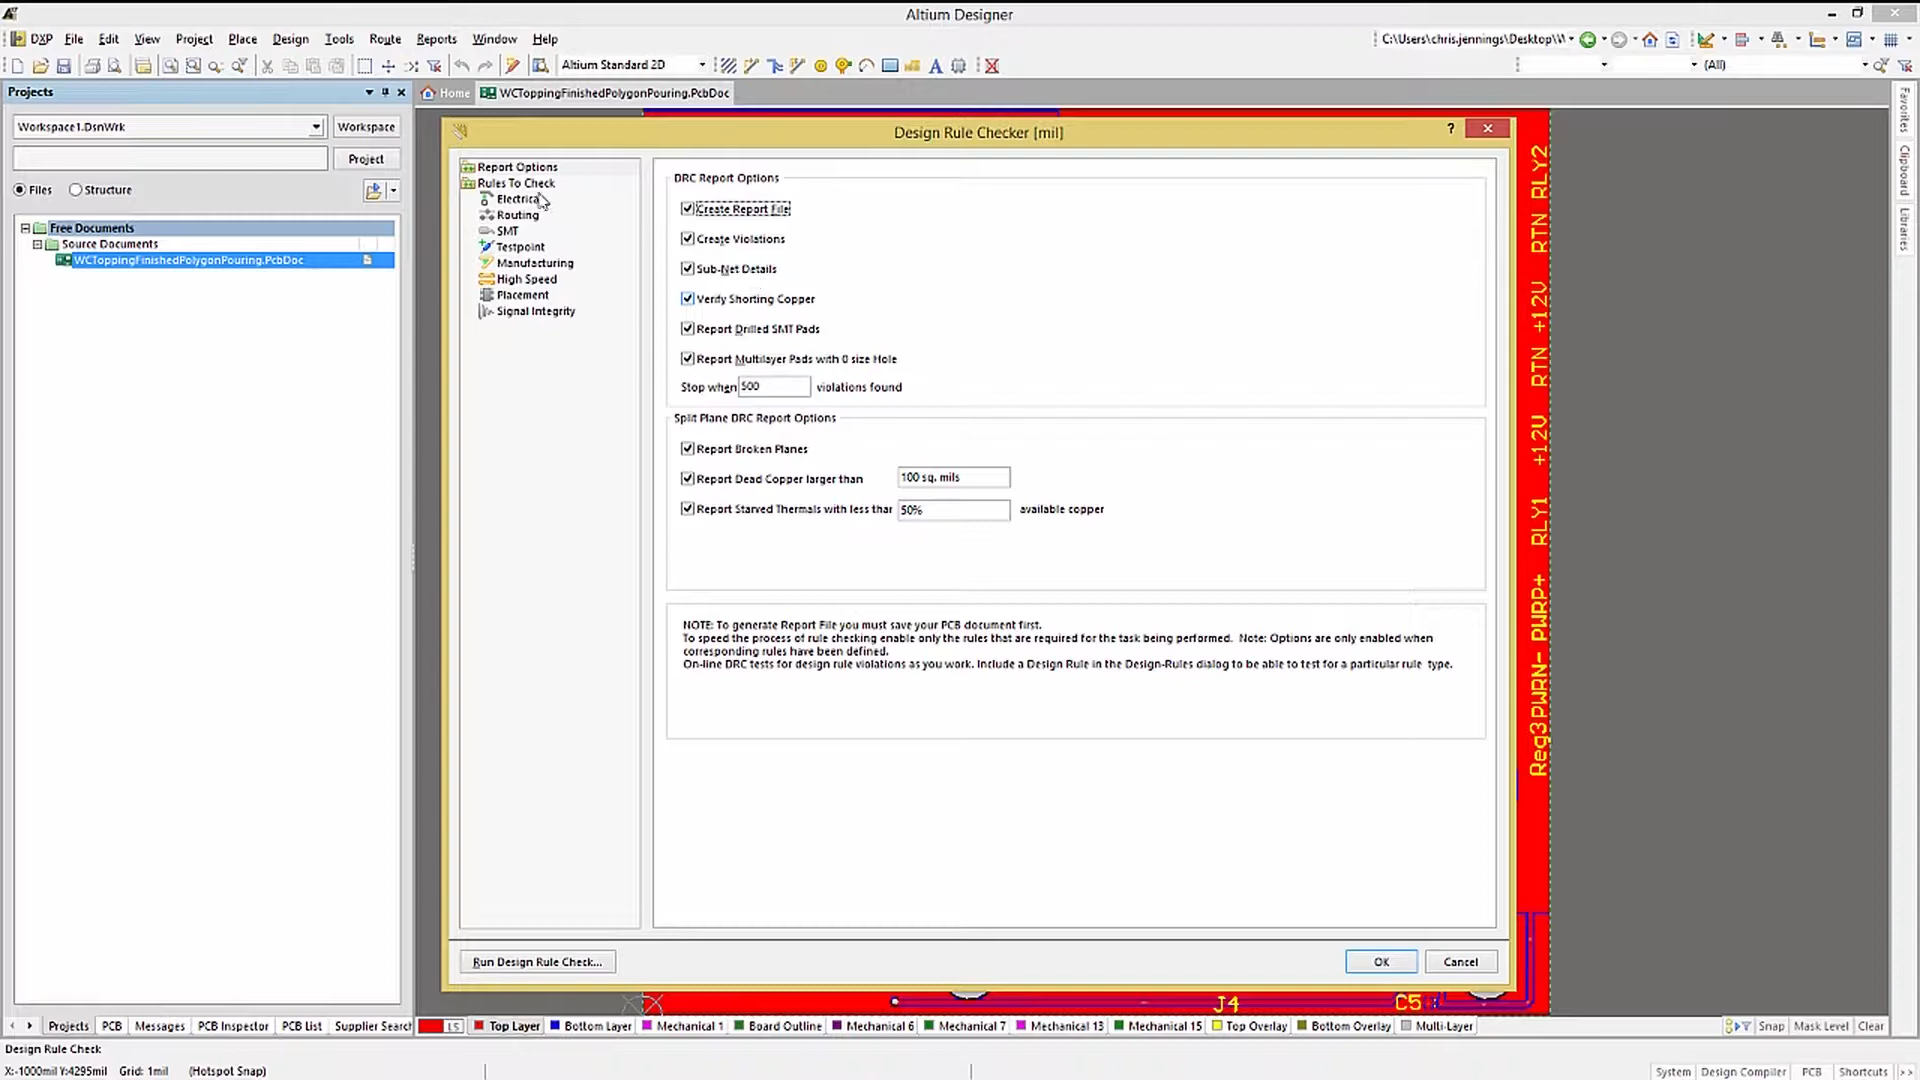 Altium Designer
DXP File Edit View Project Place Design Tools Route Reports Window Help
C:\Users\chris.jennings\Desktop\W
Altium Standard 2D
(All)
Projects
Home WCToppingFinishedPolygonPouring.PcbDoc
Workspace1.DsnWrk Workspace
Project
Files Structure
Free Documents
Source Documents
WCToppingFinishedPolygonPouring.PcbDoc
Design Rule Checker [mil]
?
Report Options
Rules To Check
Electrical
Routing
SMT
Testpoint
Manufacturing
High Speed
Placement
Signal Integrity
DRC Report Options
Create Report File
Create Violations
Sub-Net Details
Verify Shorting Copper
Report Drilled SMT Pads
Report Multilayer Pads with 0 size Hole
Stop when 500 violations found
Split Plane DRC Report Options
Report Broken Planes
Report Dead Copper larger than 100 sq. mils
Report Starved Thermals with less than 50% available copper
NOTE: To generate Report File you must save your PCB document first.
To speed the process of rule checking enable only the rules that are required for the task being performed. Note: Options are only enabled when
corresponding rules have been defined.
On-line DRC tests for design rule violations as you work. Include a Design Rule in the Design-Rules dialog to be able to test for a particular rule type.
Run Design Rule Check... OK Cancel
Reg3 PWRN- PWRP+ RLY1 +12V RTN +12V RTN RLY2
Favorites
Clipboard
Libraries
J4 C5
Projects PCB Messages PCB Inspector PCB List Supplier Search LS Top Layer Bottom Layer Mechanical 1 Board Outline Mechanical 6 Mechanical 7 Mechanical 13 Mechanical 15 Top Overlay Bottom Overlay Multi-Layer Snap Mask Level Clear
Design Rule Check
X:-1000mil Y:4295mil Grid: 1mil (Hotspot Snap)
System Design Compiler PCB Shortcuts >>